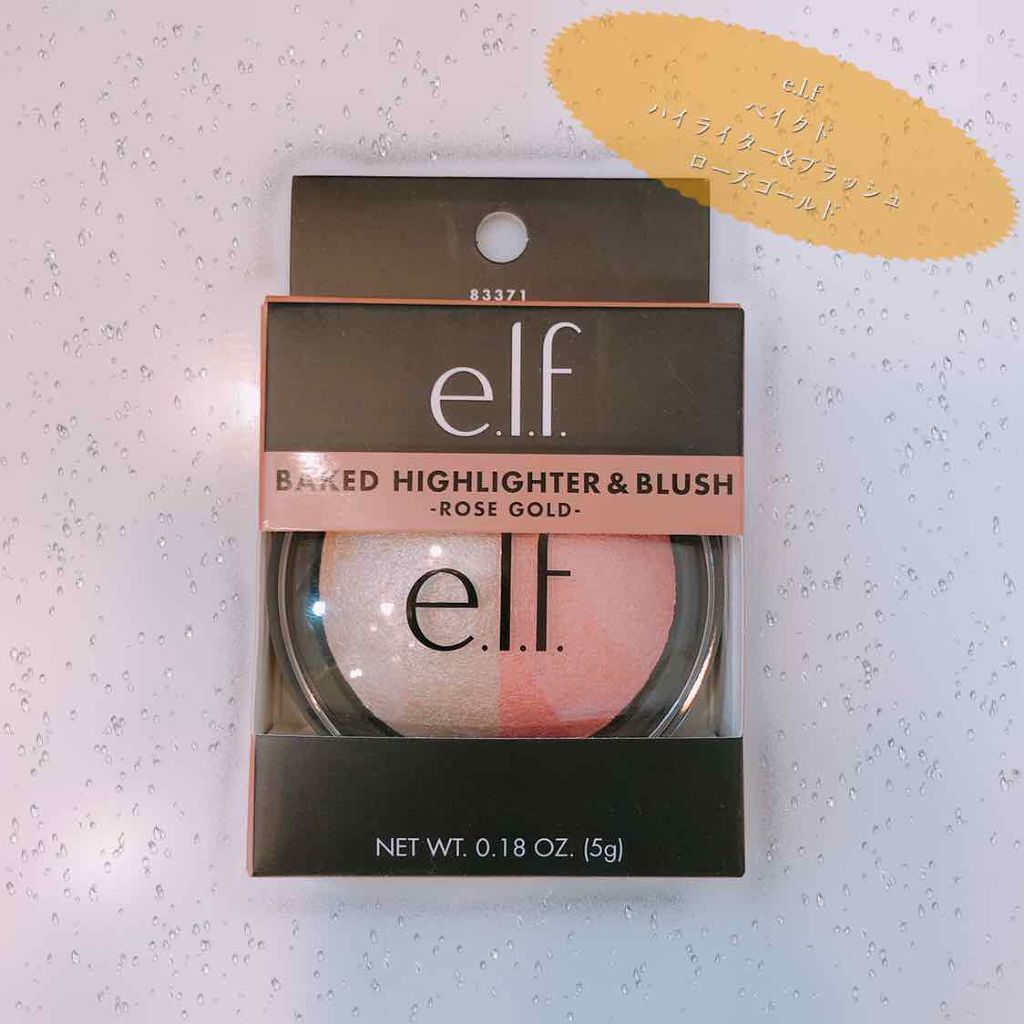 e.l.f
ベイクド
ハイライター&ブラッシュ
ローズゴールド
83371
e.l.f.
BAKED HIGHLIGHTER & BLUSH
-ROSE GOLD-
e.l.f.
NET WT. 0.18 OZ. (5g)